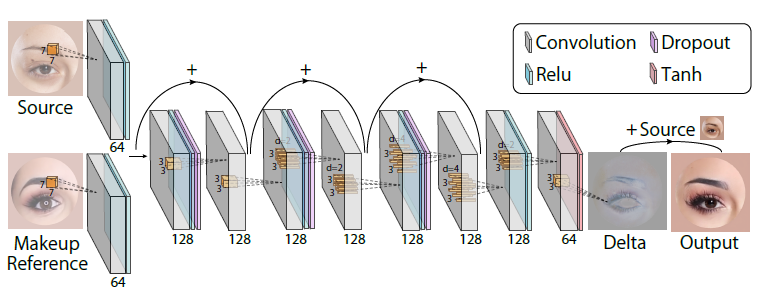 Convolution
Dropout
Relu
Tanh
7
7
Source
64
+
+
+
7
7
Makeup
Reference
64
3
3
128
3
3
128
d=2
3
3
128
d=2
3
3
128
d=4
3
3
128
d=4
3
3
128
d=2
3
3
128
3
3
64
+ Source
Delta
Output